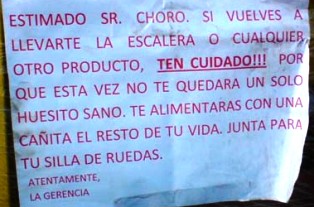 ESTIMADO SR. CHORO. SI VUELVES A
LLEVARTE LA ESCALERA O CUALQUIER
OTRO PRODUCTO, TEN CUIDADO!!! POR
QUE ESTA VEZ NO TE QUEDARA UN SOLO
HUESITO SANO. TE ALIMENTARAS CON UNA
CAÑITA EL RESTO DE TU VIDA. JUNTA PARA
TU SILLA DE RUEDAS.
ATENTAMENTE,
LA GERENCIA